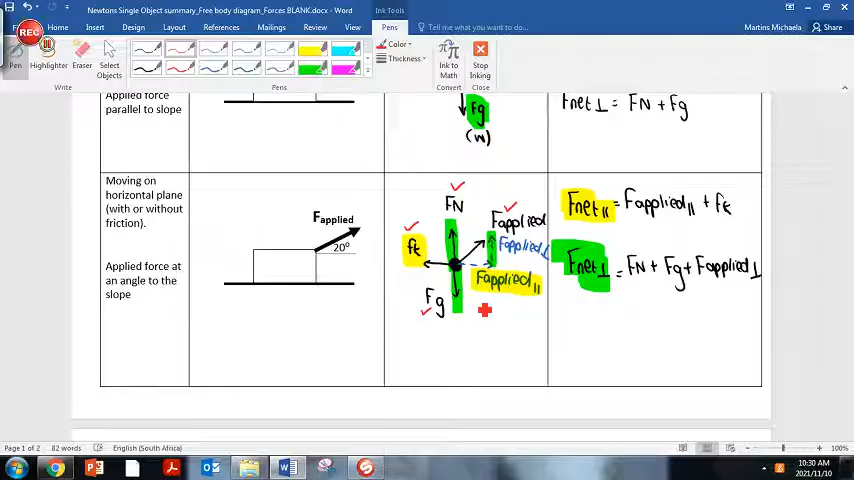 Newtons Single Object summary_Free body diagram_Forces BLANK.docx - Word
Ink Tools
Martins Michaela
Share
REC
Home
Insert
Design
Layout
References
Mailings
Review
View
Pens
Tell me what you want to do...
Pen
Highlighter
Eraser
Select
Objects
Color
Thickness
Ink to
Math
Stop
Inking
Write
Pens
Convert
Close
Applied force
parallel to slope
Fg
(w)
Fnet⊥ = FN + Fg
Moving on
horizontal plane
(with or without
friction).
Applied force at
an angle to the
slope
Fapplied
20°
FN
Fapplied
fk
Fapplied⊥
Fapplied||
Fg
Fnet|| = Fapplied|| + fk
Fnet⊥ = FN + Fg + Fapplied⊥
Page 1 of 2
82 words
English (South Africa)
100%
10:30 AM
2021/11/10